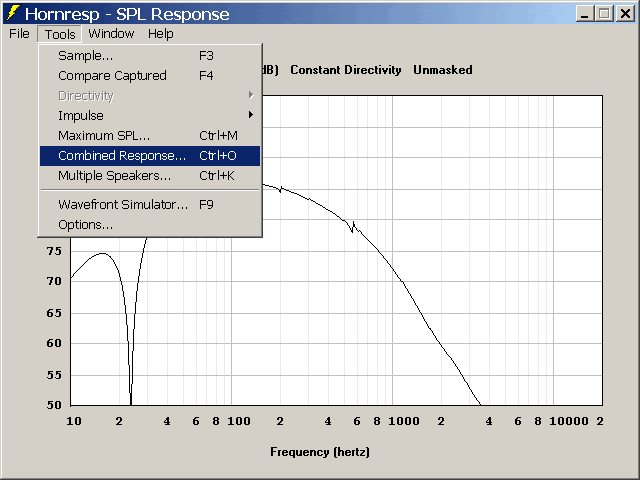 Hornresp - SPL Response
File Tools Window Help
Sample... F3
Compare Captured F4
Directivity
Impulse
Maximum SPL... Ctrl+M
Combined Response... Ctrl+O
Multiple Speakers... Ctrl+K
Wavefront Simulator... F9
Options...
dB) Constant Directivity Unmasked
75
70
65
60
55
50
10 2 4 6 8 100 2 4 6 8 1000 2 4 6 8 10000 2
Frequency (hertz)